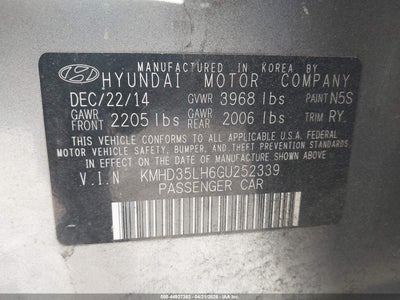 MANUFACTURED IN KOREA BY
HYUNDAI MOTOR COMPANY
DEC/22/14 GVWR 3968 lbs PAINT N5S
GAWR FRONT 2205 lbs GAWR REAR 2006 lbs TRIM RY.
THIS VEHICLE CONFORMS TO ALL APPLICABLE U.S.A. FEDERAL
MOTOR VEHICLE SAFETY, BUMPER, AND THEFT PREVENTION
STANDARDS IN EFFECT ON THE DATE OF MANUFACTURE SHOWN ABOVE.
V.I.N KMHD35LH6GU252339
PASSENGER CAR